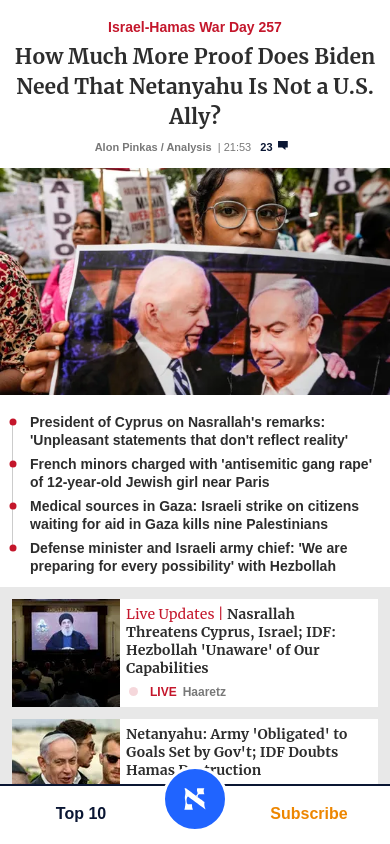 Israel-Hamas War Day 257
How Much More Proof Does Biden
Need That Netanyahu Is Not a U.S.
Ally?
Alon Pinkas / Analysis | 21:53 23
President of Cyprus on Nasrallah's remarks:
'Unpleasant statements that don't reflect reality'
French minors charged with 'antisemitic gang rape'
of 12-year-old Jewish girl near Paris
Medical sources in Gaza: Israeli strike on citizens
waiting for aid in Gaza kills nine Palestinians
Defense minister and Israeli army chief: 'We are
preparing for every possibility' with Hezbollah
Live Updates | Nasrallah
Threatens Cyprus, Israel; IDF:
Hezbollah 'Unaware' of Our
Capabilities
LIVE Haaretz
Netanyahu: Army 'Obligated' to
Goals Set by Gov't; IDF Doubts
Hamas
Top 10
Subscribe